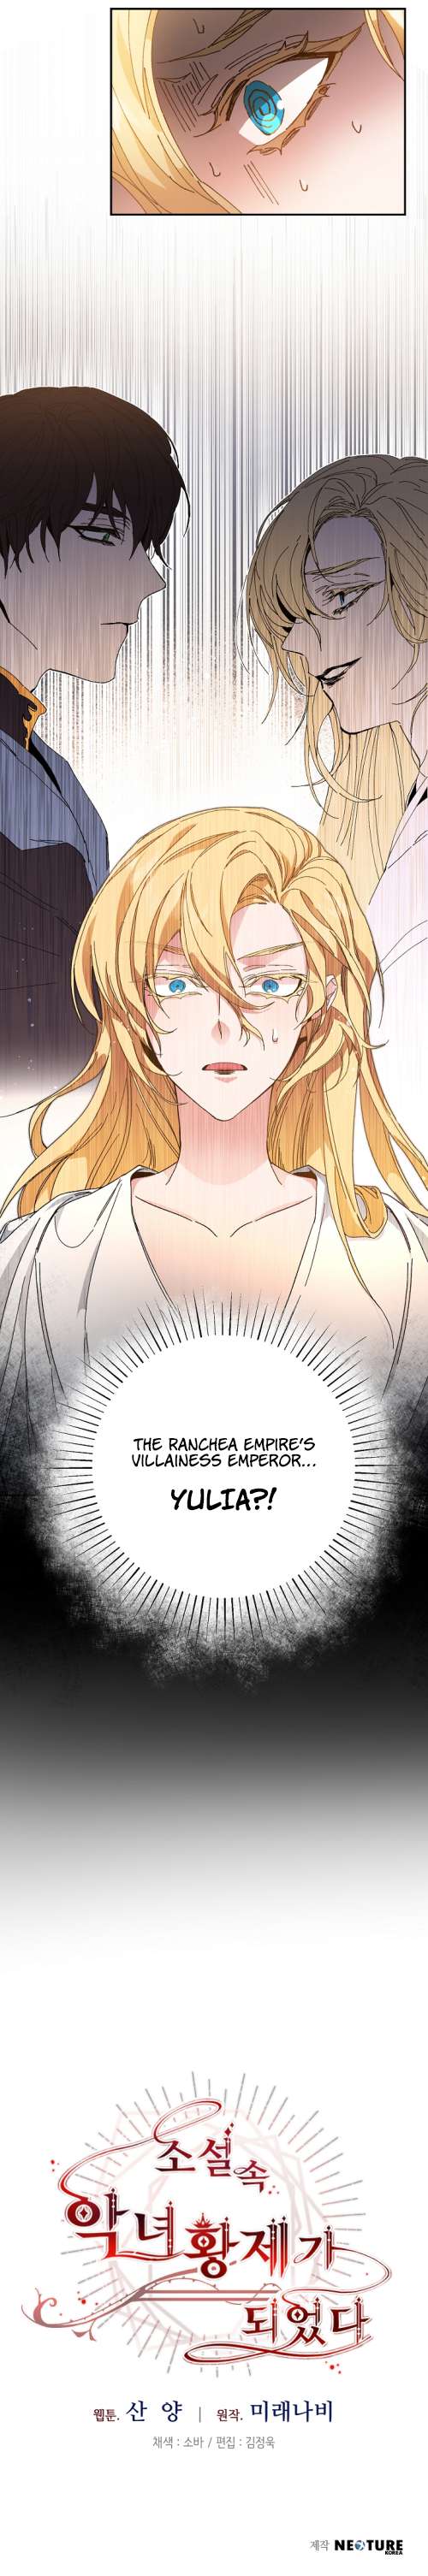 THE RANCHEA EMPIRE'S
VILLAINESS EMPEROR...
YULIA?!
소설 속
악녀 황제가
되었다
웹툰. 산 양 | 원작. 미래나비
채색 : 소바 / 편집 : 김정욱
제작 NEOTURE
KOREA